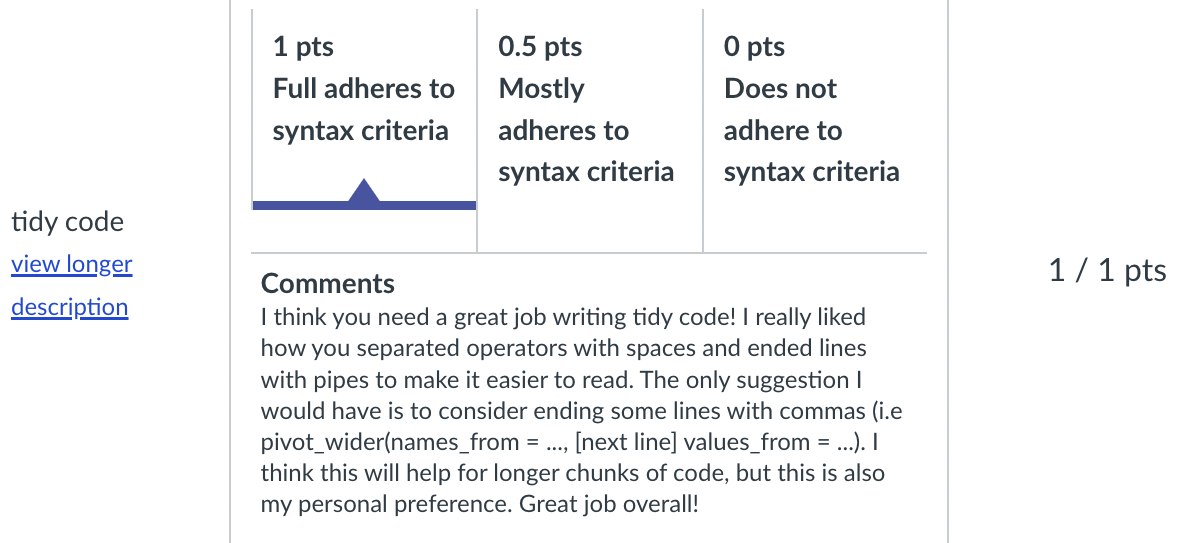 tidy code
view longer
description
1 pts
Full adheres to
syntax criteria
0.5 pts
Mostly
adheres to
syntax criteria
0 pts
Does not
adhere to
syntax criteria
Comments
I think you need a great job writing tidy code! I really liked
how you separated operators with spaces and ended lines
with pipes to make it easier to read. The only suggestion I
would have is to consider ending some lines with commas (i.e
pivot_wider(names_from = ..., [next line] values_from = ...). I
think this will help for longer chunks of code, but this is also
my personal preference. Great job overall!
1 / 1 pts